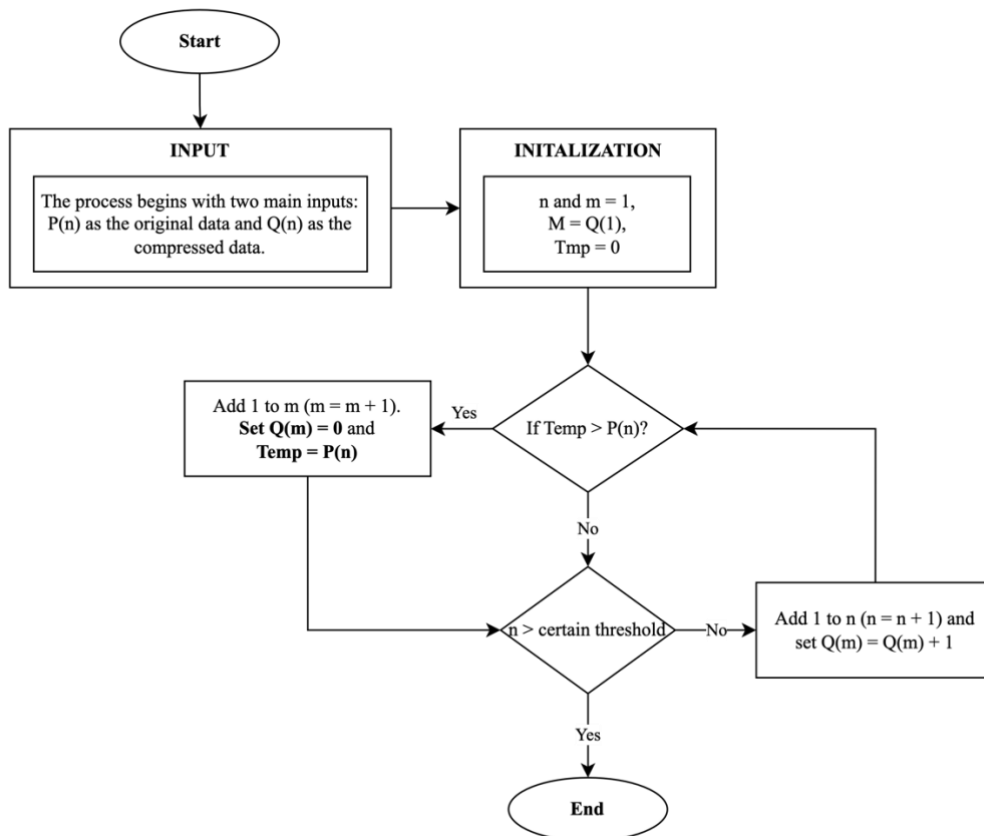 Start
INPUT
The process begins with two main inputs:
P(n) as the original data and Q(n) as the
compressed data.
INITALIZATION
n and m = 1,
M = Q(1),
Tmp = 0
If Temp > P(n)?
Yes
Add 1 to m (m = m + 1).
Set Q(m) = 0 and
Temp = P(n)
No
n > certain threshold
No
Add 1 to n (n = n + 1) and
set Q(m) = Q(m) + 1
Yes
End